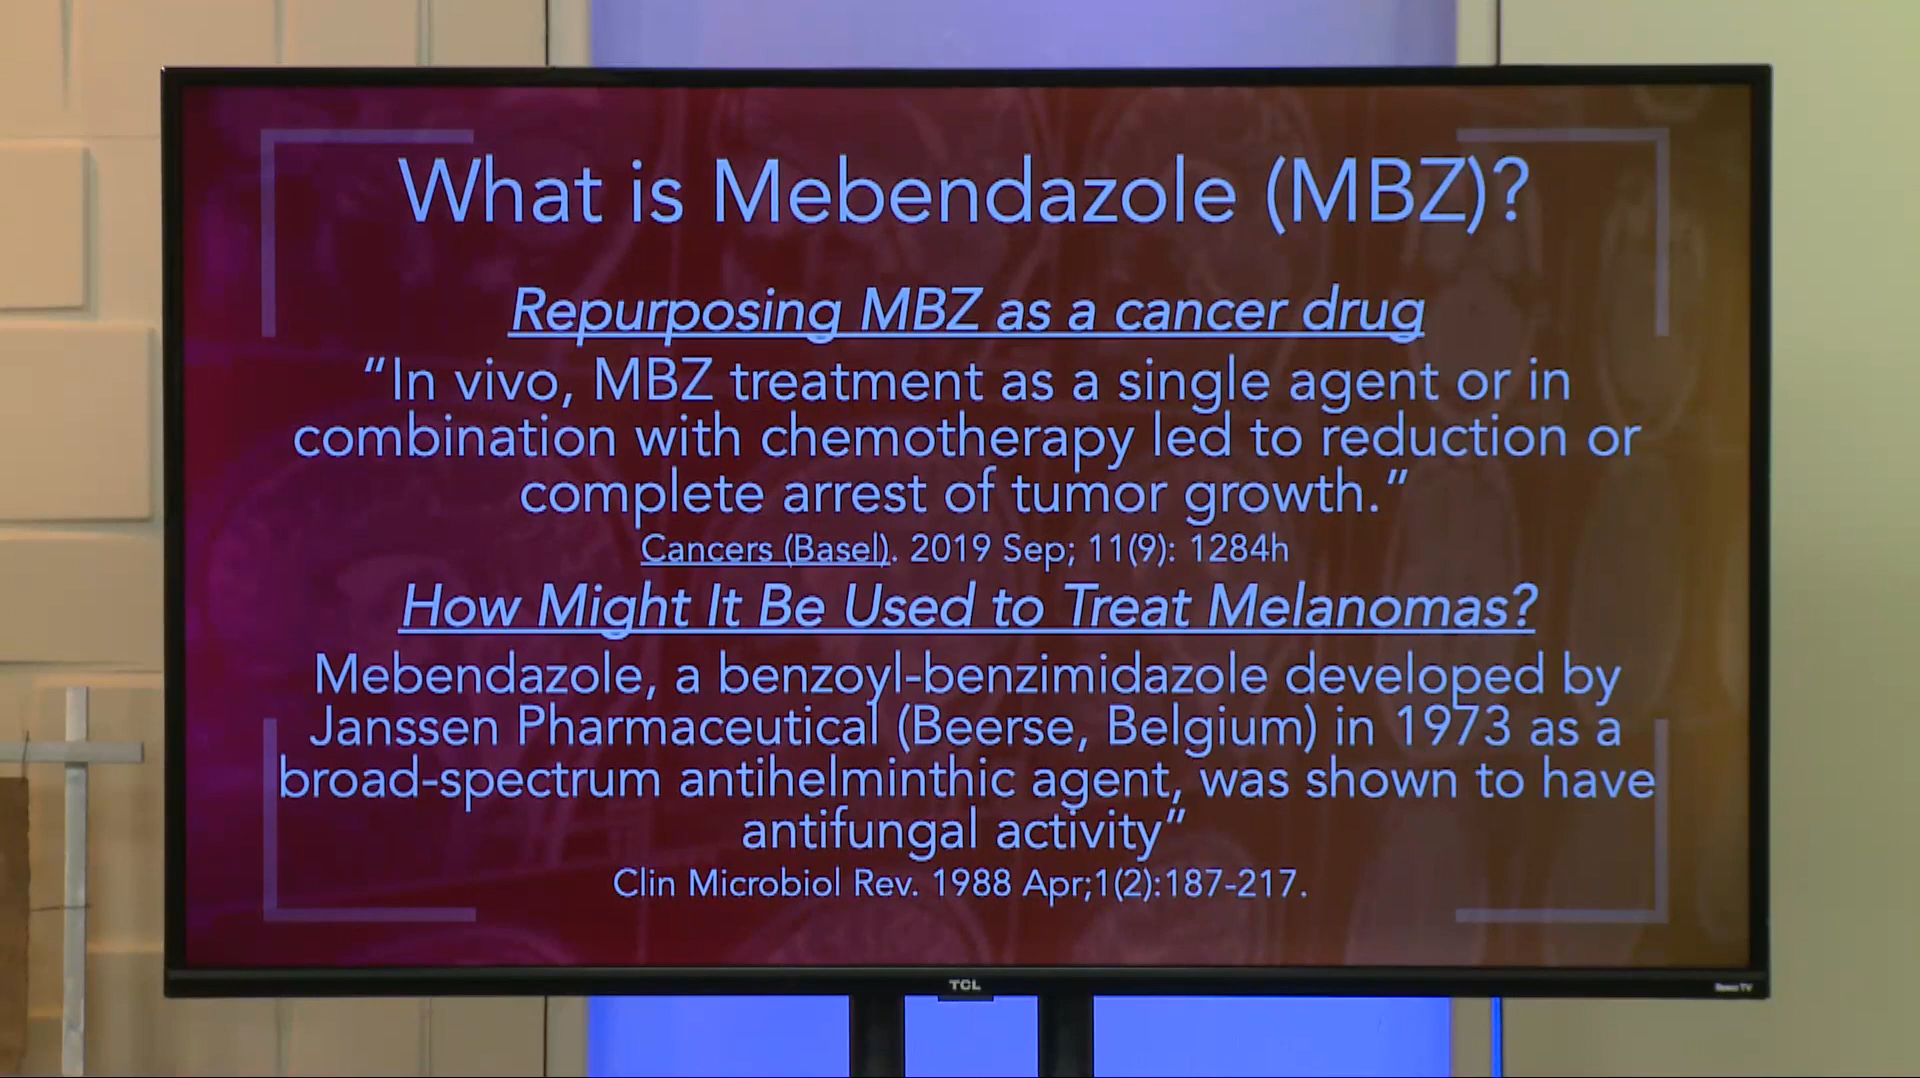 What is Mebendazole (MBZ)?
Repurposing MBZ as a cancer drug
“In vivo, MBZ treatment as a single agent or in
combination with chemotherapy led to reduction or
complete arrest of tumor growth.”
Cancers (Basel). 2019 Sep; 11(9): 1284h
How Might It Be Used to Treat Melanomas?
Mebendazole, a benzoyl-benzimidazole developed by
Janssen Pharmaceutical (Beerse, Belgium) in 1973 as a
broad-spectrum antihelminthic agent, was shown to have
antifungal activity”
Clin Microbiol Rev. 1988 Apr;1(2):187-217.
TCL
Roku TV